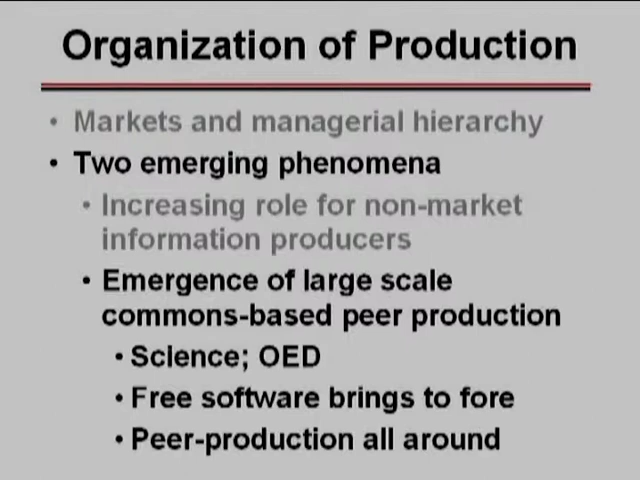 Organization of Production
• Markets and managerial hierarchy
• Two emerging phenomena
• Increasing role for non-market
information producers
• Emergence of large scale
commons-based peer production
• Science; OED
• Free software brings to fore
• Peer-production all around